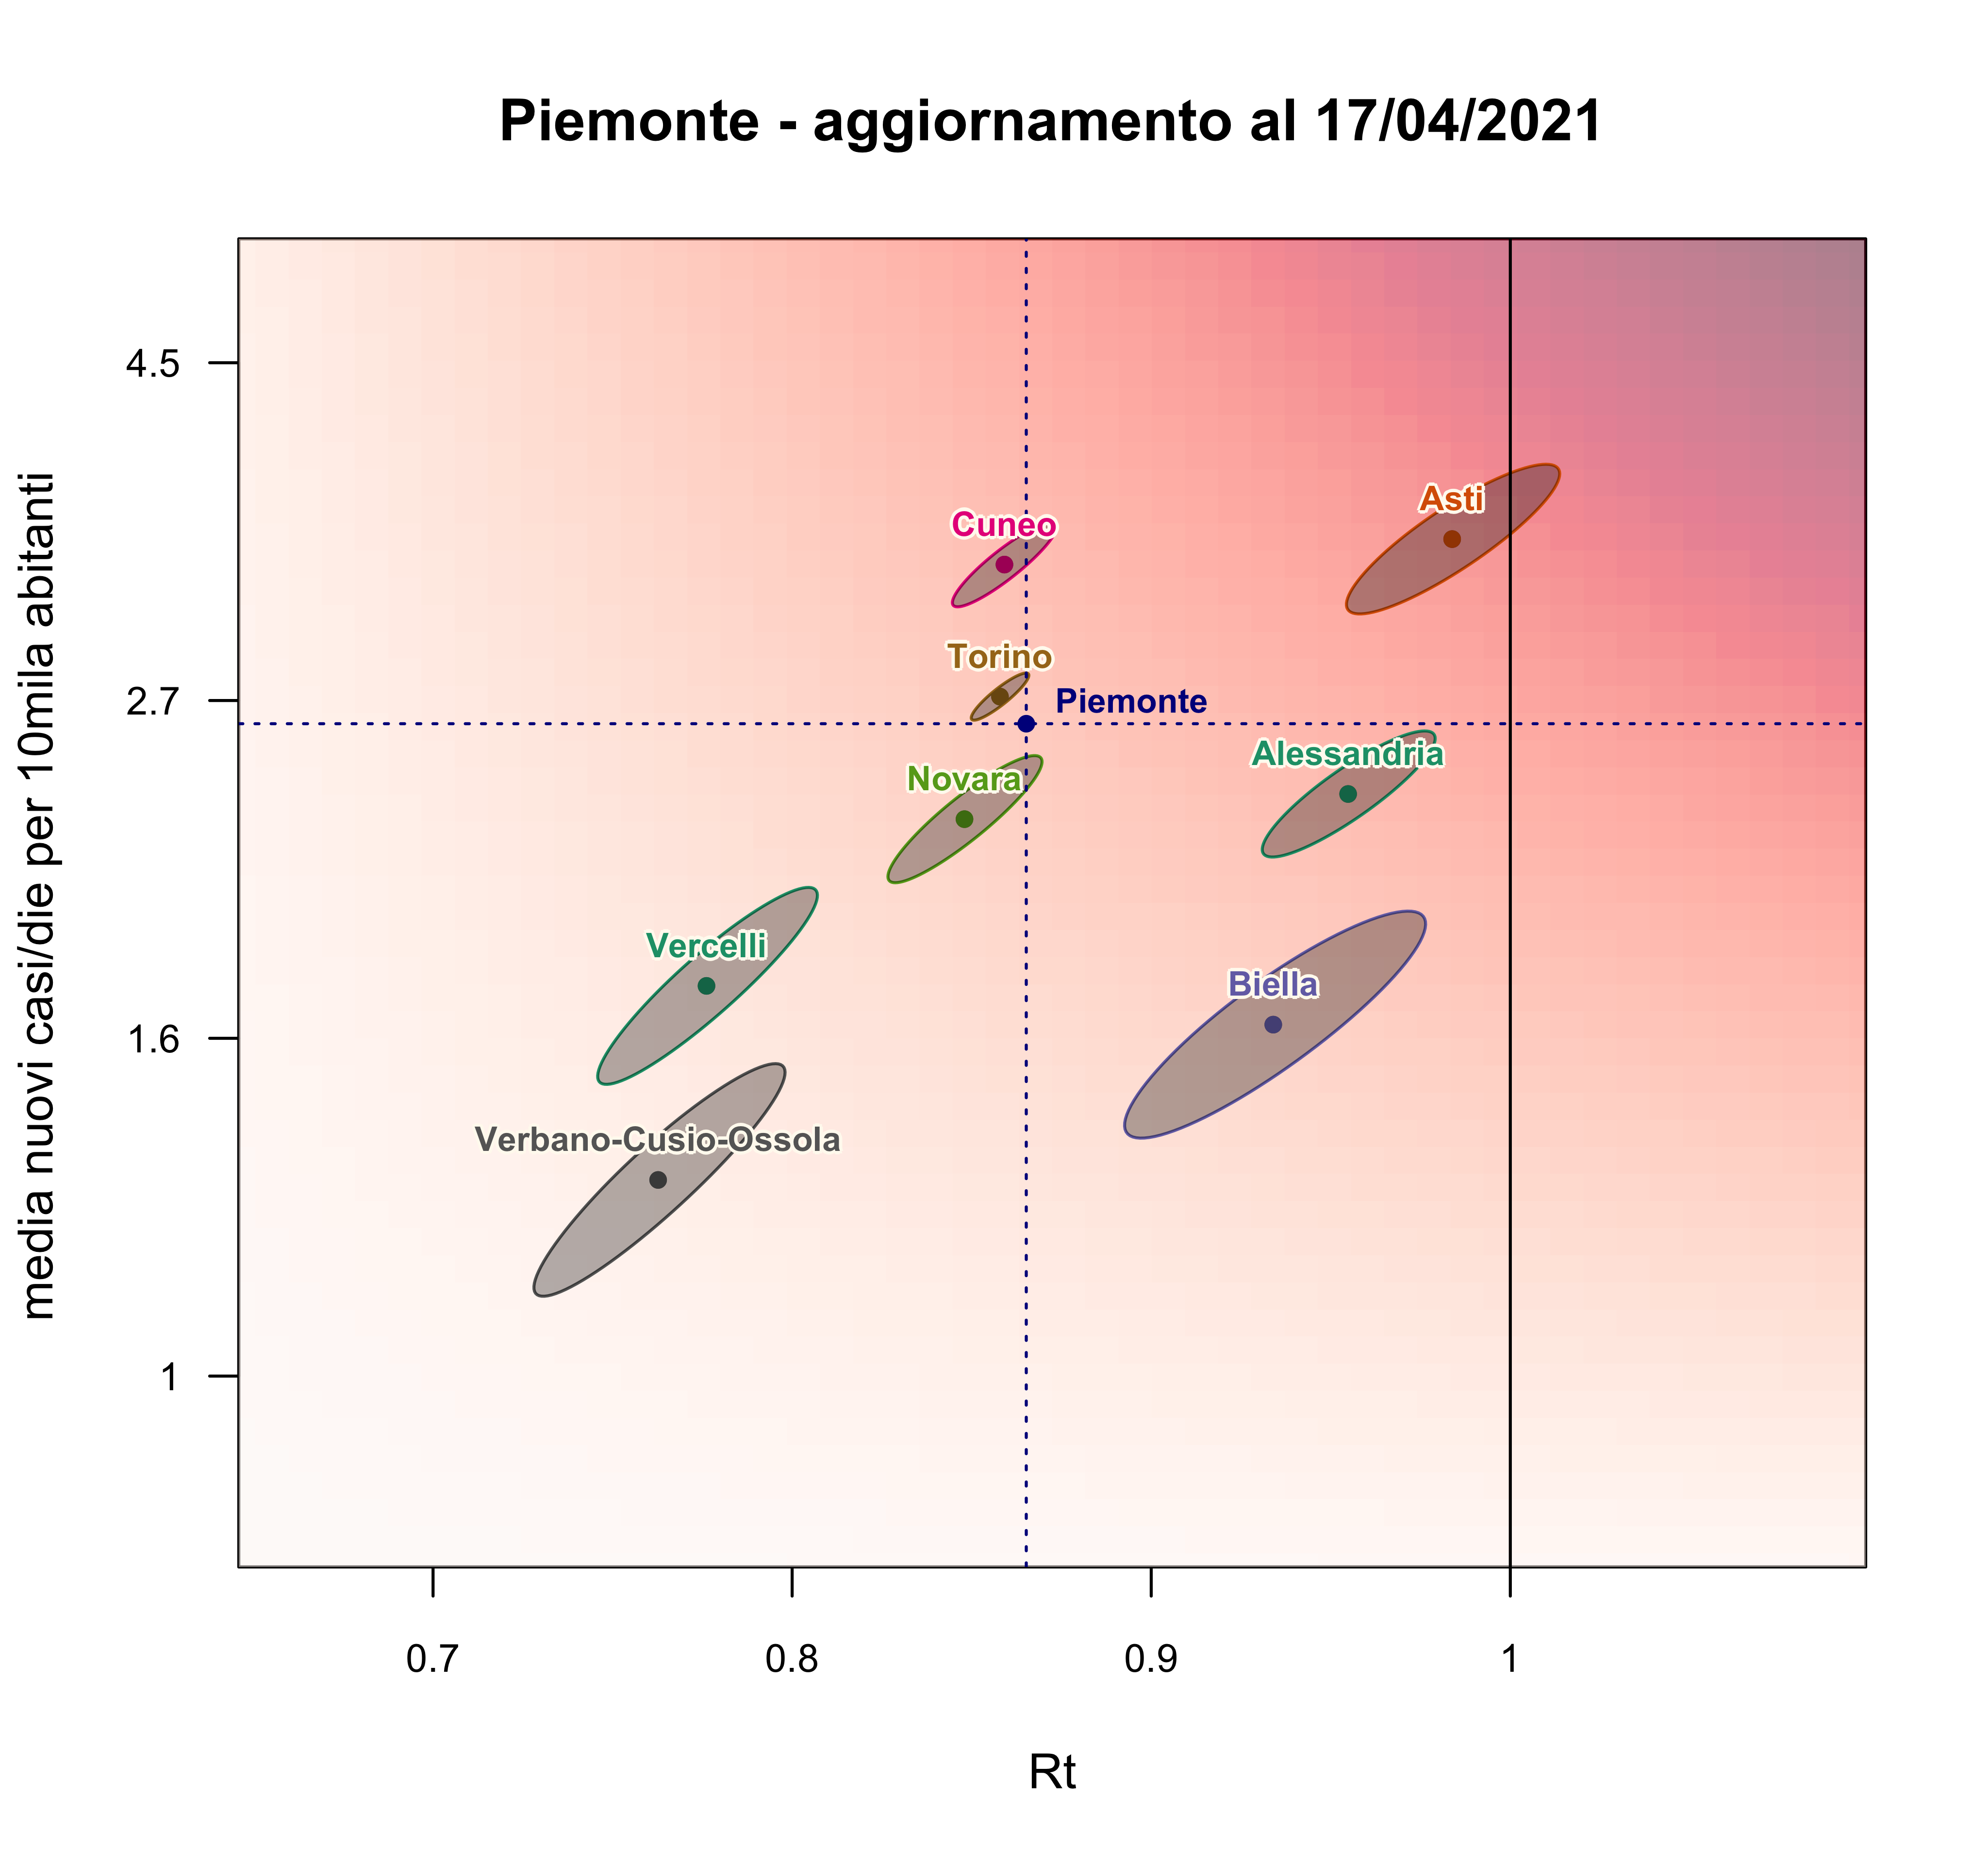 Piemonte - aggiornamento al 17/04/2021
media nuovi casi/die per 10mila abitanti
4.5
2.7
1.6
1
Asti
Cuneo
Torino
Piemonte
Alessandria
Novara
Vercelli
Biella
Verbano-Cusio-Ossola
0.7
0.8
0.9
1
Rt